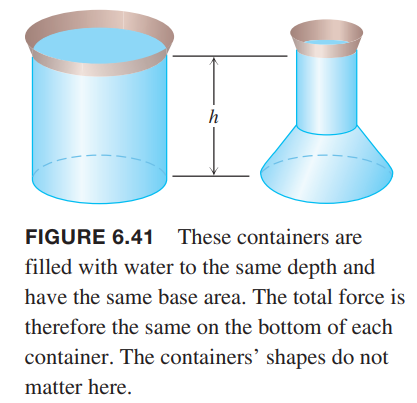 h
FIGURE 6.41 These containers are
filled with water to the same depth and
have the same base area. The total force is
therefore the same on the bottom of each
container. The containers’ shapes do not
matter here.